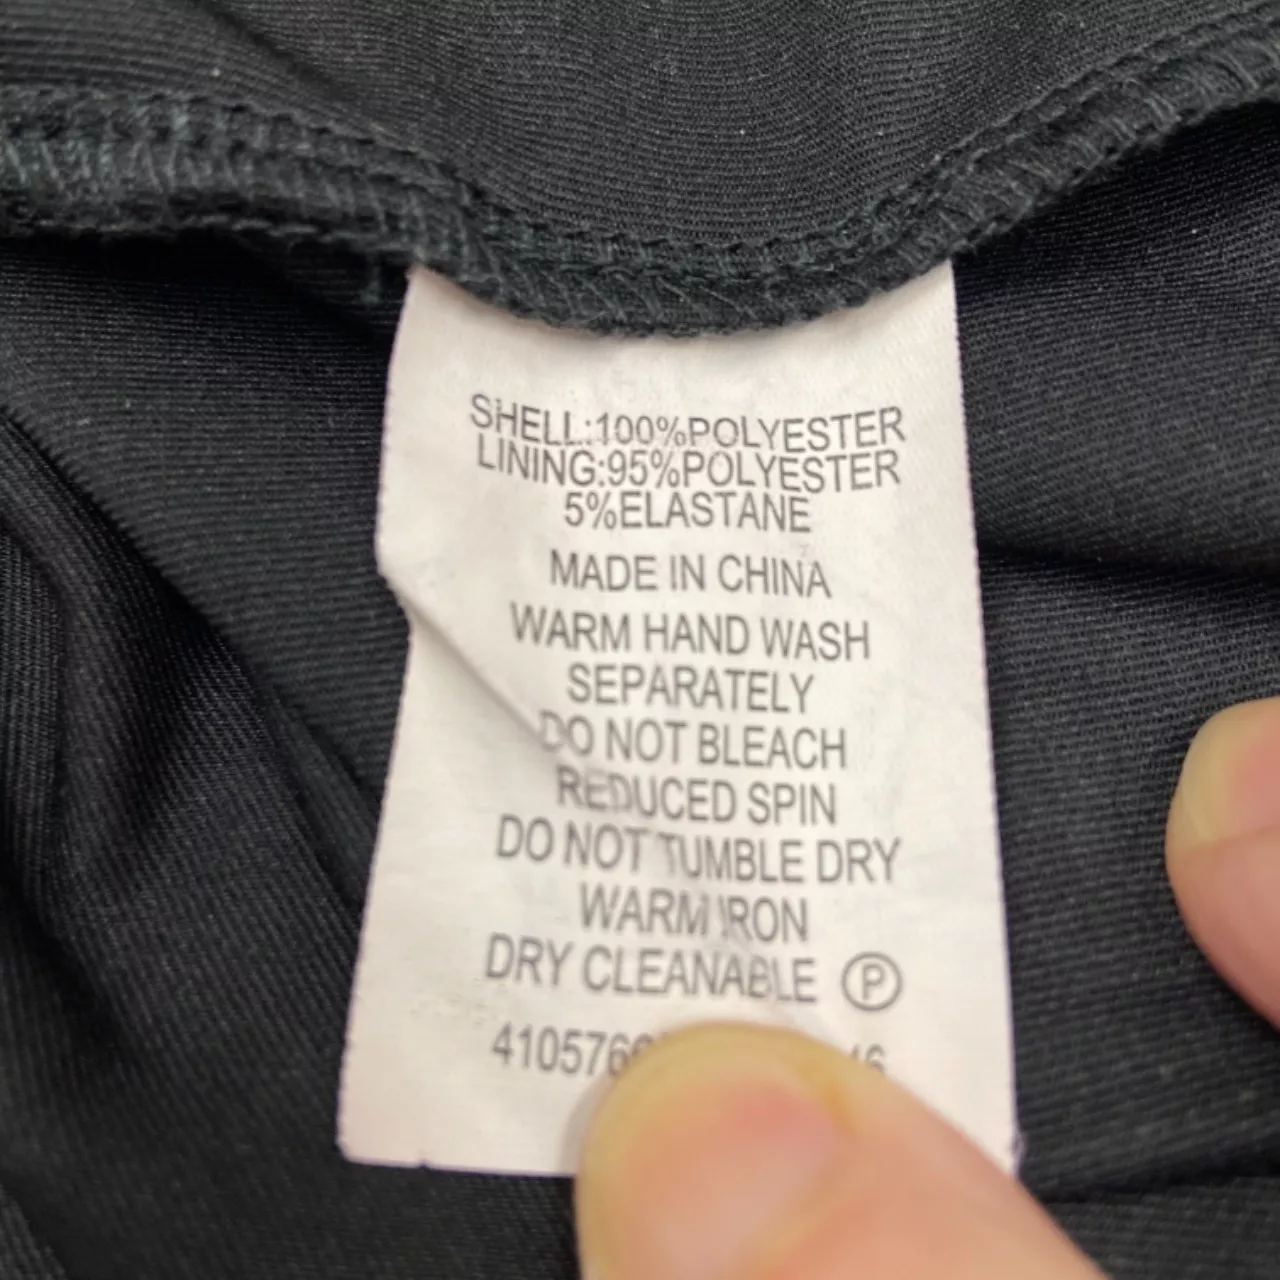 SHELL:100%POLYESTER
LINING:95%POLYESTER
5%ELASTANE
MADE IN CHINA
WARM HAND WASH
SEPARATELY
DO NOT BLEACH
REDUCED SPIN
DO NOT TUMBLE DRY
WARM IRON
DRY CLEANABLE Ⓟ